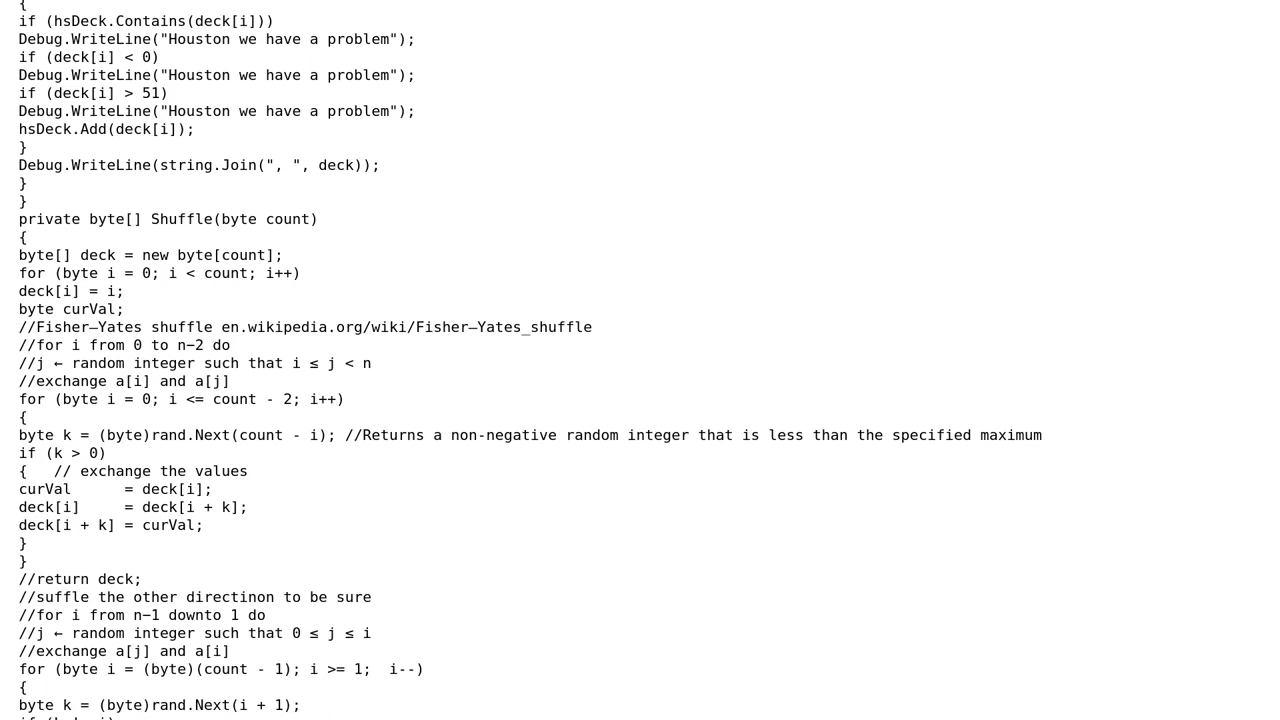 {
if (hsDeck.Contains(deck[i]))
Debug.WriteLine("Houston we have a problem");
if (deck[i] < 0)
Debug.WriteLine("Houston we have a problem");
if (deck[i] > 51)
Debug.WriteLine("Houston we have a problem");
hsDeck.Add(deck[i]);
}
Debug.WriteLine(string.Join(", ", deck));
}
}
private byte[] Shuffle(byte count)
{
byte[] deck = new byte[count];
for (byte i = 0; i < count; i++)
deck[i] = i;
byte curVal;
//Fisher–Yates shuffle en.wikipedia.org/wiki/Fisher–Yates_shuffle
//for i from 0 to n−2 do
//j ← random integer such that i ≤ j < n
//exchange a[i] and a[j]
for (byte i = 0; i <= count - 2; i++)
{
byte k = (byte)rand.Next(count - i); //Returns a non-negative random integer that is less than the specified maximum
if (k > 0)
{   // exchange the values
curVal      = deck[i];
deck[i]     = deck[i + k];
deck[i + k] = curVal;
}
}
//return deck;
//suffle the other directinon to be sure
//for i from n−1 downto 1 do
//j ← random integer such that 0 ≤ j ≤ i
//exchange a[j] and a[i]
for (byte i = (byte)(count - 1); i >= 1;  i--)
{
byte k = (byte)rand.Next(i + 1);